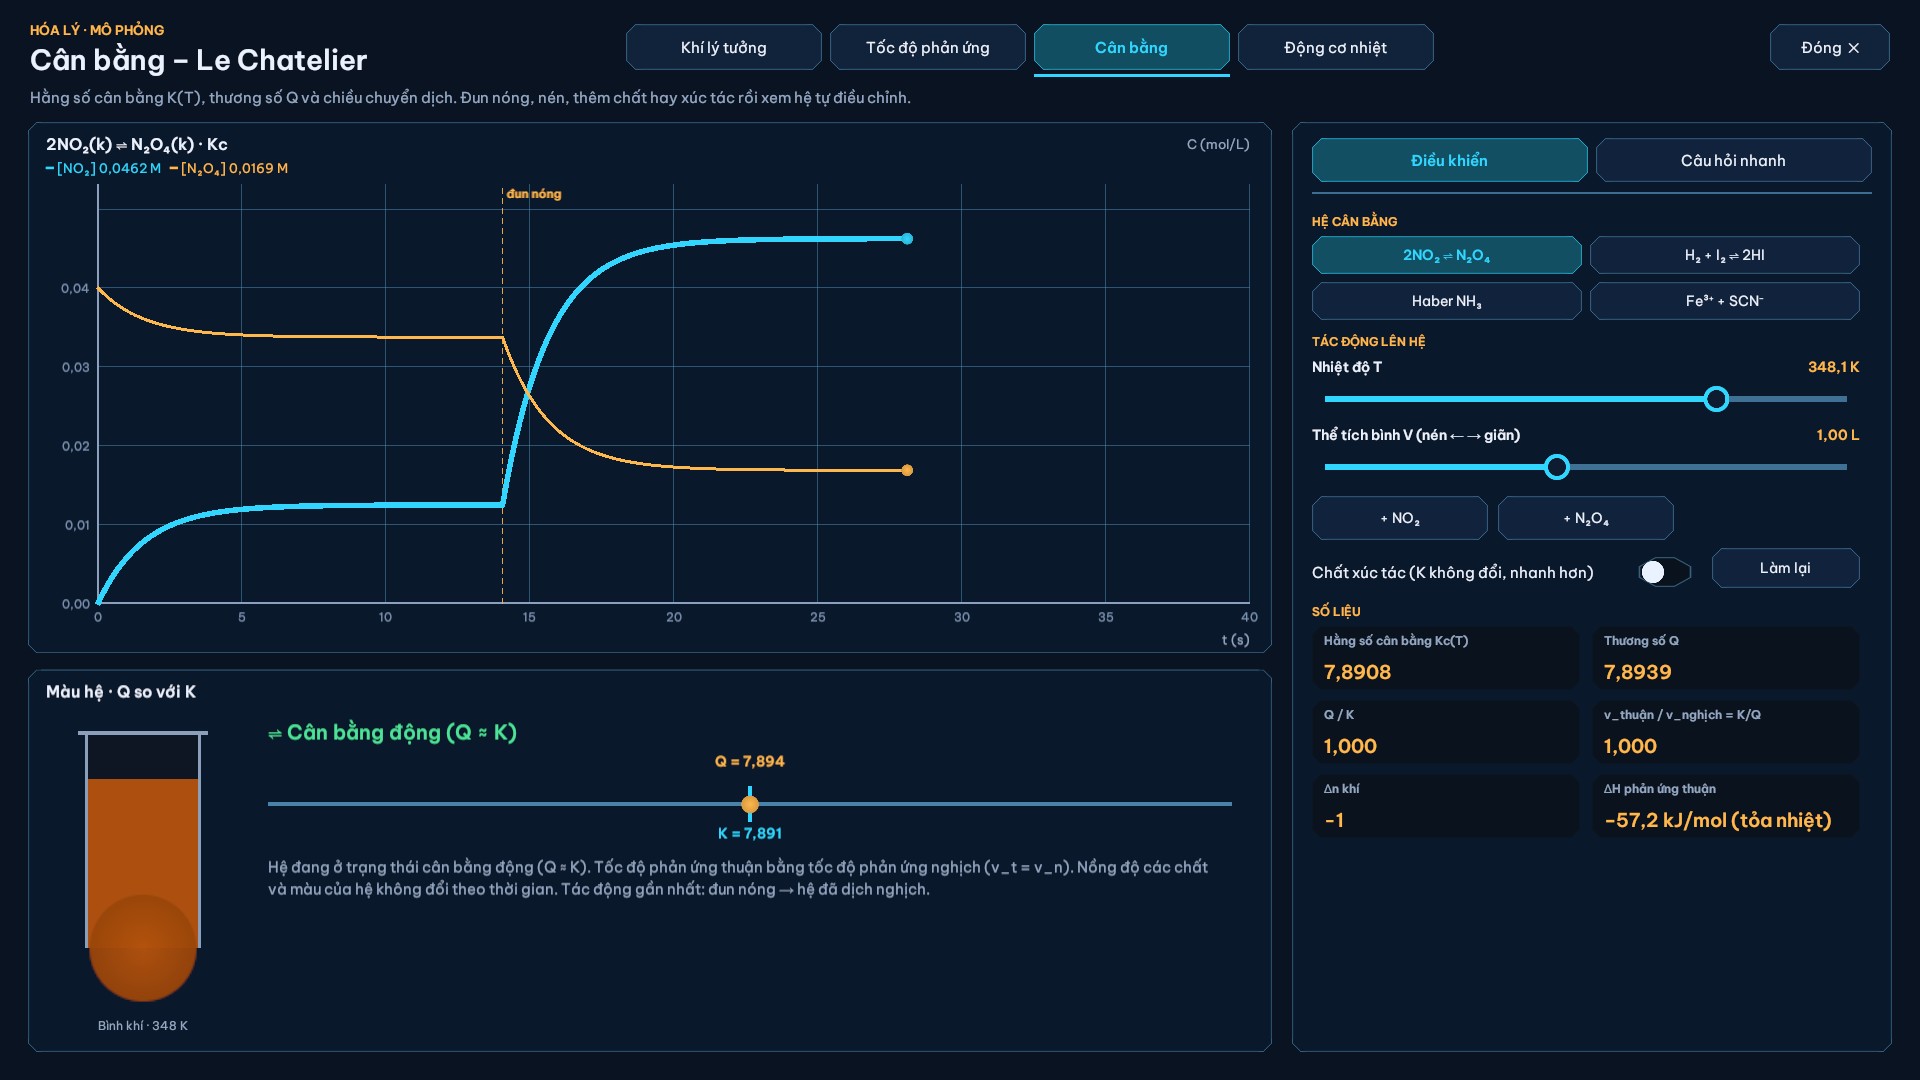 HÓA LÝ · MÔ PHỎNG
Cân bằng – Le Chatelier
Khí lý tưởng
Tốc độ phản ứng
Cân bằng
Động cơ nhiệt
Đóng ✕
Hằng số cân bằng K(T), thương số Q và chiều chuyển dịch. Đun nóng, nén, thêm chất hay xúc tác rồi xem hệ tự điều chỉnh.
2NO₂(k) ⇌ N₂O₄(k) · Kc
C (mol/L)
[NO₂] 0,0462 M [N₂O₄] 0,0169 M
đun nóng
0,04
0,03
0,02
0,01
0,00
0 5 10 15 20 25 30 35 40
t (s)
Màu hệ · Q so với K
⇌ Cân bằng động (Q ≈ K)
Q = 7,894
K = 7,891
Hệ đang ở trạng thái cân bằng động (Q ≈ K). Tốc độ phản ứng thuận bằng tốc độ phản ứng nghịch (v_t = v_n). Nồng độ các chất
và màu của hệ không đổi theo thời gian. Tác động gần nhất: đun nóng → hệ đã dịch nghịch.
Bình khí · 348 K
Điều khiển
Câu hỏi nhanh
HỆ CÂN BẰNG
2NO₂ ⇌ N₂O₄
H₂ + I₂ ⇌ 2HI
Haber NH₃
Fe³⁺ + SCN⁻
TÁC ĐỘNG LÊN HỆ
Nhiệt độ T 348,1 K
Thể tích bình V (nén ←→ giãn) 1,00 L
+ NO₂
+ N₂O₄
Chất xúc tác (K không đổi, nhanh hơn)
Làm lại
SỐ LIỆU
Hằng số cân bằng Kc(T)
7,8908
Thương số Q
7,8939
Q / K
1,000
v_thuận / v_nghịch = K/Q
1,000
Δn khí
−1
ΔH phản ứng thuận
−57,2 kJ/mol (tỏa nhiệt)